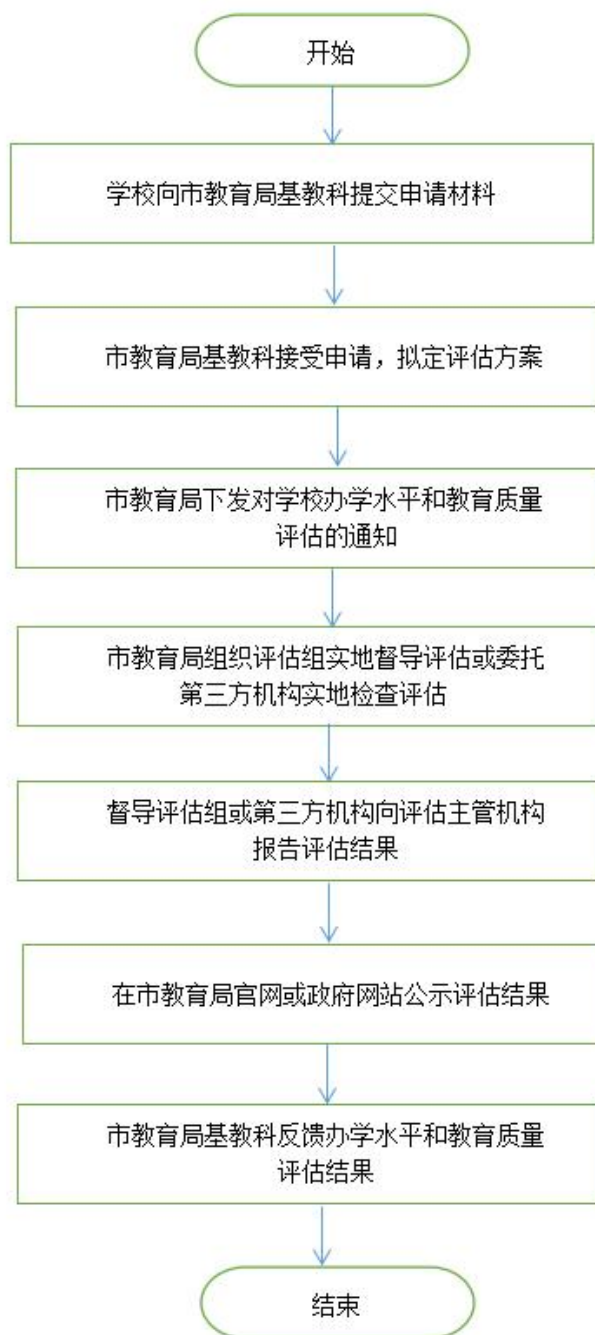 开始
学校向市教育局基教科提交申请材料
市教育局基教科接受申请，拟定评估方案
市教育局下发对学校办学水平和教育质量
评估的通知
市教育局组织评估组实地督导评估或委托
第三方机构实地检查评估
督导评估组或第三方机构向评估主管机构
报告评估结果
在市教育局官网或政府网站公示评估结果
市教育局基教科反馈办学水平和教育质量
评估结果
结束